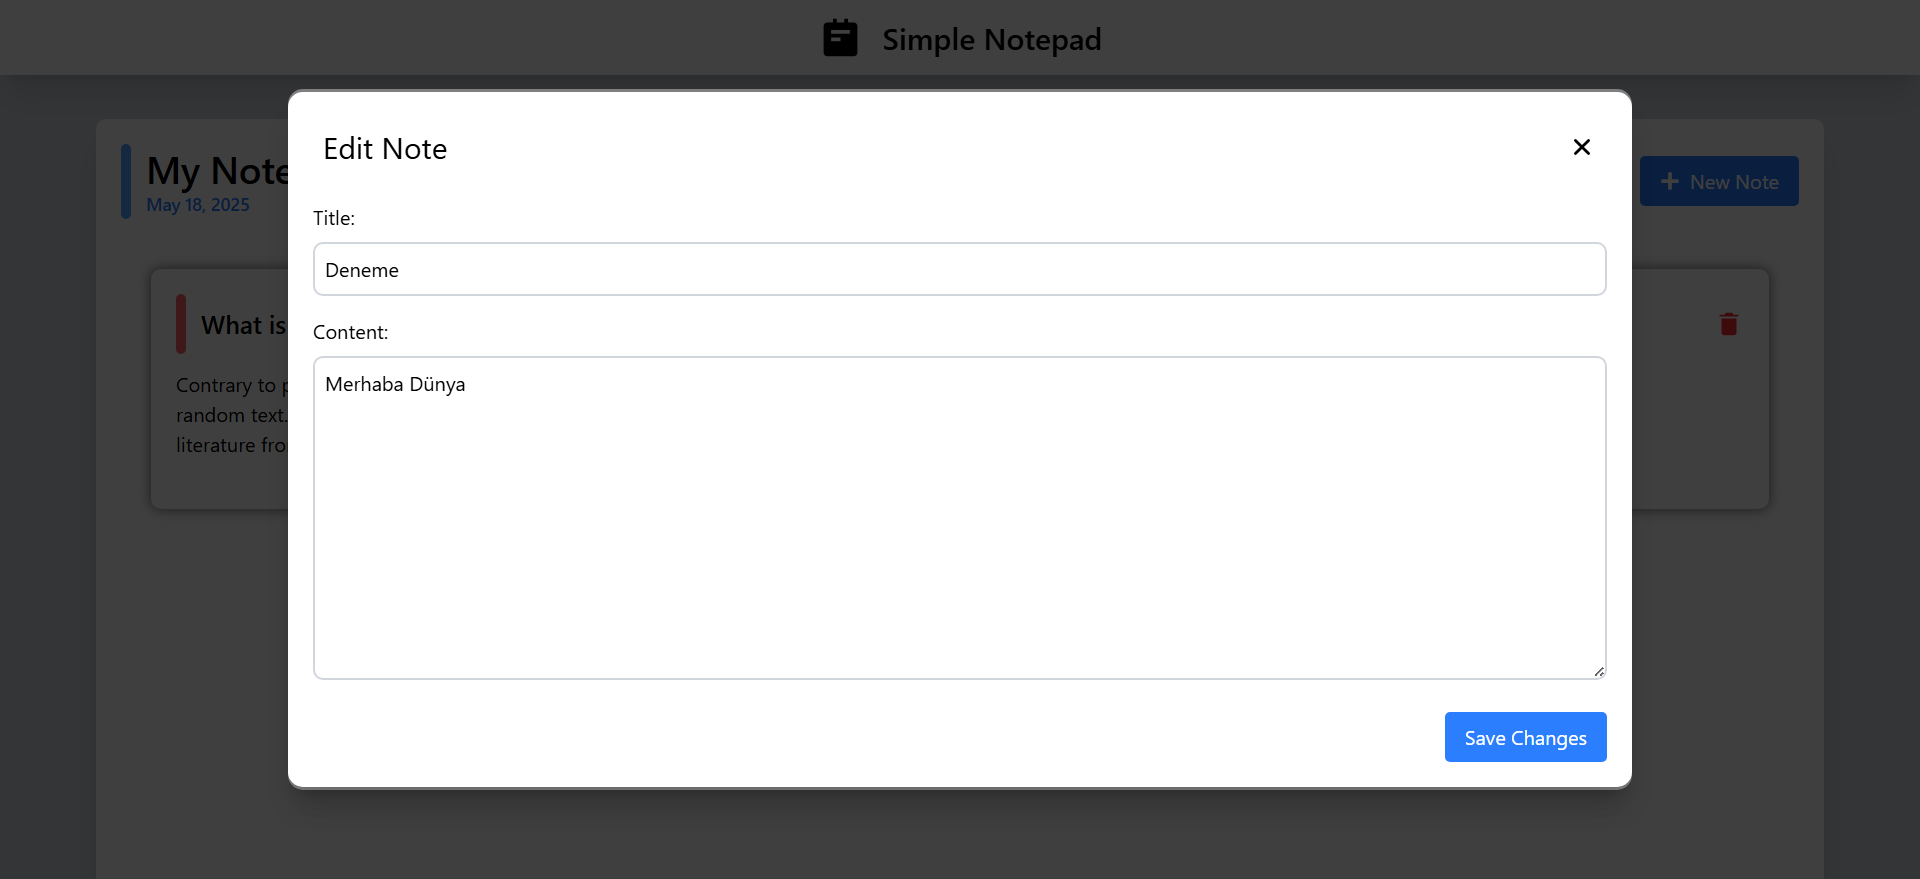 Simple Notepad
Edit Note
My Note
May 18, 2025
New Note
Title:
Deneme
Content:
Merhaba Dünya
What is
Contrary to
random text.
literature fro
Save Changes